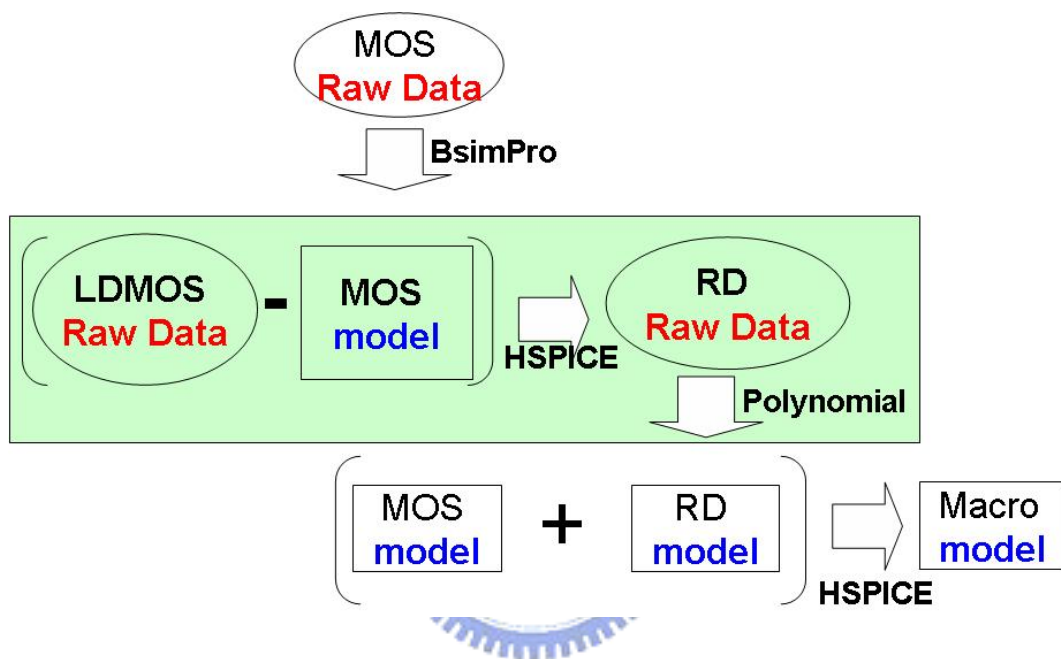 MOS
Raw Data
BsimPro
LDMOS
Raw Data
-
MOS
model
HSPICE
RD
Raw Data
Polynomial
MOS
model
+
RD
model
HSPICE
Macro
model